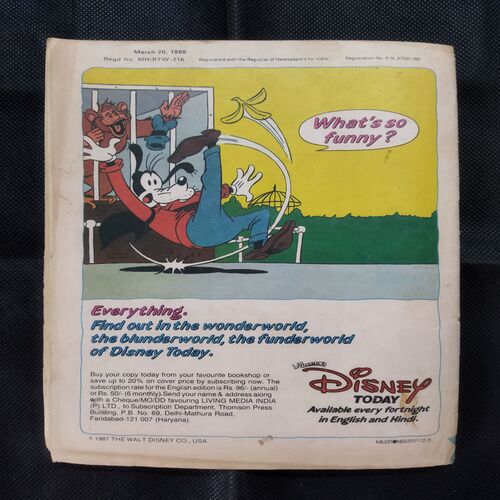 March 20, 1988
Regd No. MH/BYW-216 Registered with the Registrar of Newspapers for India Registration No. R.N. 37501/80
What's so
funny?
Everything.
Find out in the wonderworld,
the blunderworld, the funderworld
of Disney Today.
Buy your copy today from your favourite bookshop or
save up to 20% on cover price by subscribing now. The
subscription rate for the English edition is Rs. 96/- (annual)
or Rs. 50/- (6 monthly). Send your name & address along
with a Cheque/MO/DD favouring LIVING MEDIA INDIA
(P) LTD., to Subscription Department, Thomson Press
Building, P.B. No. 69, Delhi-Mathura Road,
Faridabad-121 007 (Haryana).
DISNEY
TODAY
Available every fortnight
in English and Hindi.
© 1987 THE WALT DISNEY CO., USA